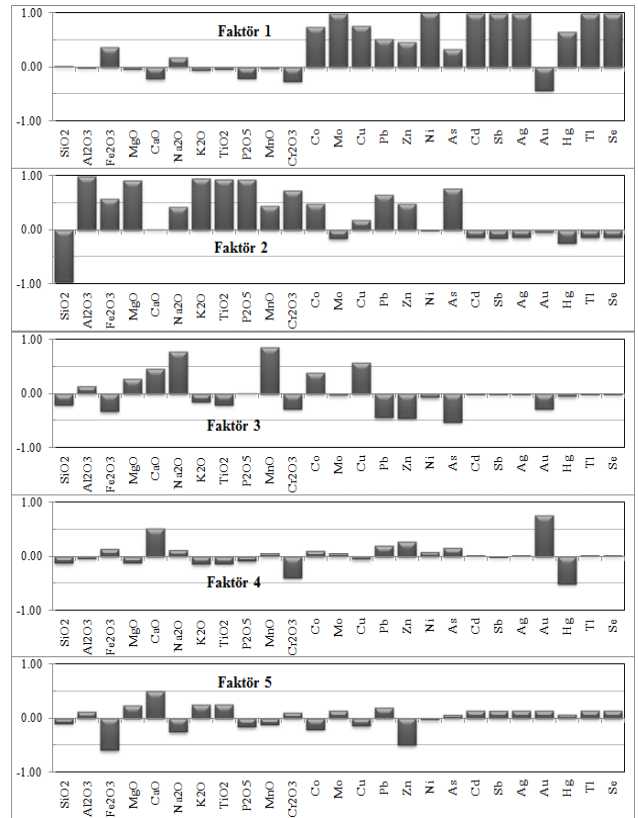 1.00
Faktör 1
0.00
-1.00
SiO2 Al2O3 Fe2O3 MgO CaO Na2O K2O TiO2 P2O5 MnO Cr2O3 Co Mo Cu Pb Zn Ni As Cd Sb Ag Au Hg Tl Se
1.00
0.00
Faktör 2
-1.00
SiO2 Al2O3 Fe2O3 MgO CaO Na2O K2O TiO2 P2O5 MnO Cr2O3 Co Mo Cu Pb Zn Ni As Cd Sb Ag Au Hg Tl Se
1.00
0.00
Faktör 3
-1.00
SiO2 Al2O3 Fe2O3 MgO CaO Na2O K2O TiO2 P2O5 MnO Cr2O3 Co Mo Cu Pb Zn Ni As Cd Sb Ag Au Hg Tl Se
1.00
0.00
Faktör 4
-1.00
SiO2 Al2O3 Fe2O3 MgO CaO Na2O K2O TiO2 P2O5 MnO Cr2O3 Co Mo Cu Pb Zn Ni As Cd Sb Ag Au Hg Tl Se
1.00
Faktör 5
0.00
-1.00
SiO2 Al2O3 Fe2O3 MgO CaO Na2O K2O TiO2 P2O5 MnO Cr2O3 Co Mo Cu Pb Zn Ni As Cd Sb Ag Au Hg Tl Se